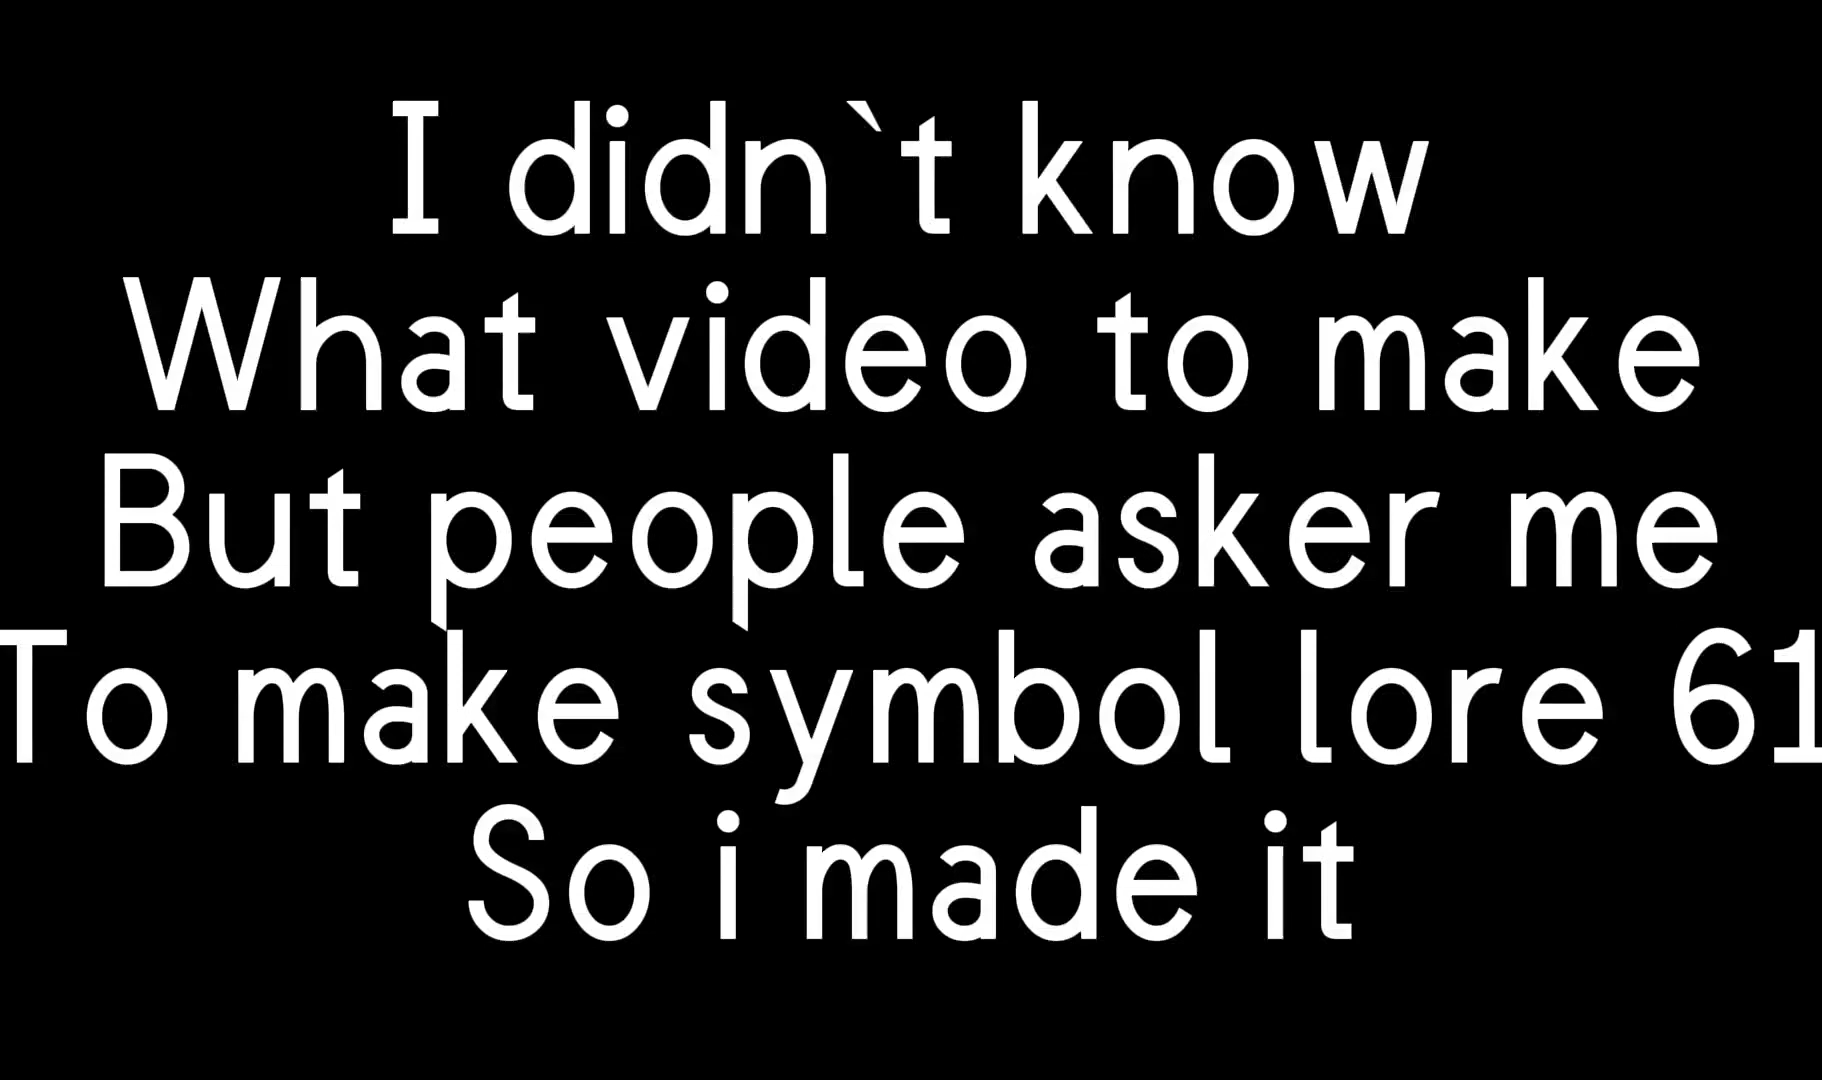 I didn`t know
What video to make
But people asker me
To make symbol lore 61
So i made it